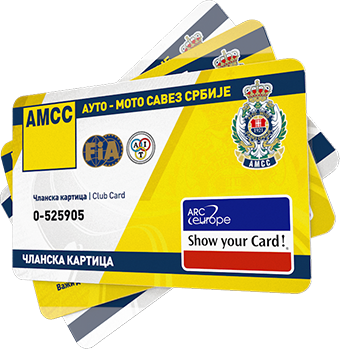 АМСС
АУТО - МОТО САВЕЗ СРБИЈЕ
FiA
AIT
АМСС
Чланска картица | Club Card
0-525905
ARC
europe
Show your Card!
ЧЛАНСКА КАРТИЦА